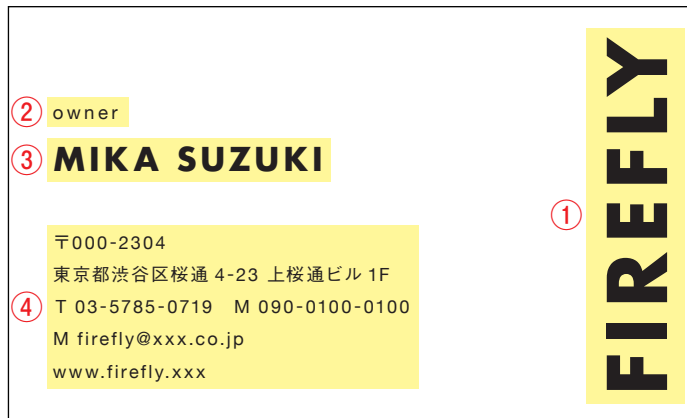 ① FIREFLY
② owner
③ MIKA SUZUKI
④
〒000-2304
東京都渋谷区桜通 4-23 上桜通ビル 1F
T 03-5785-0719　M 090-0100-0100
M firefly@xxx.co.jp
www.firefly.xxx